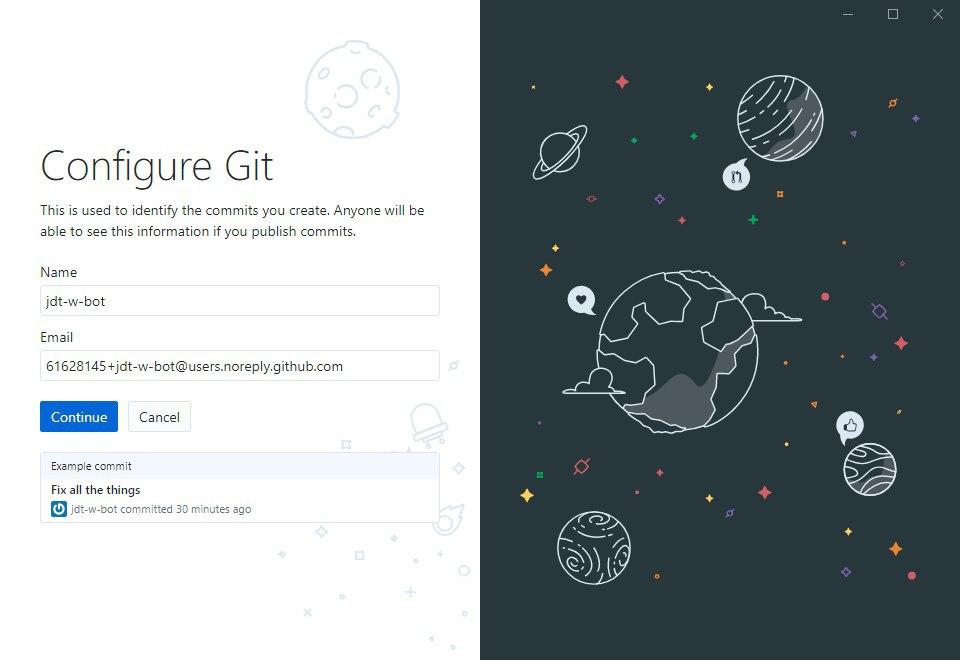 Configure Git
This is used to identify the commits you create. Anyone will be
able to see this information if you publish commits.
Name
jdt-w-bot
Email
61628145+jdt-w-bot@users.noreply.github.com
Continue Cancel
Example commit
Fix all the things
jdt-w-bot committed 30 minutes ago